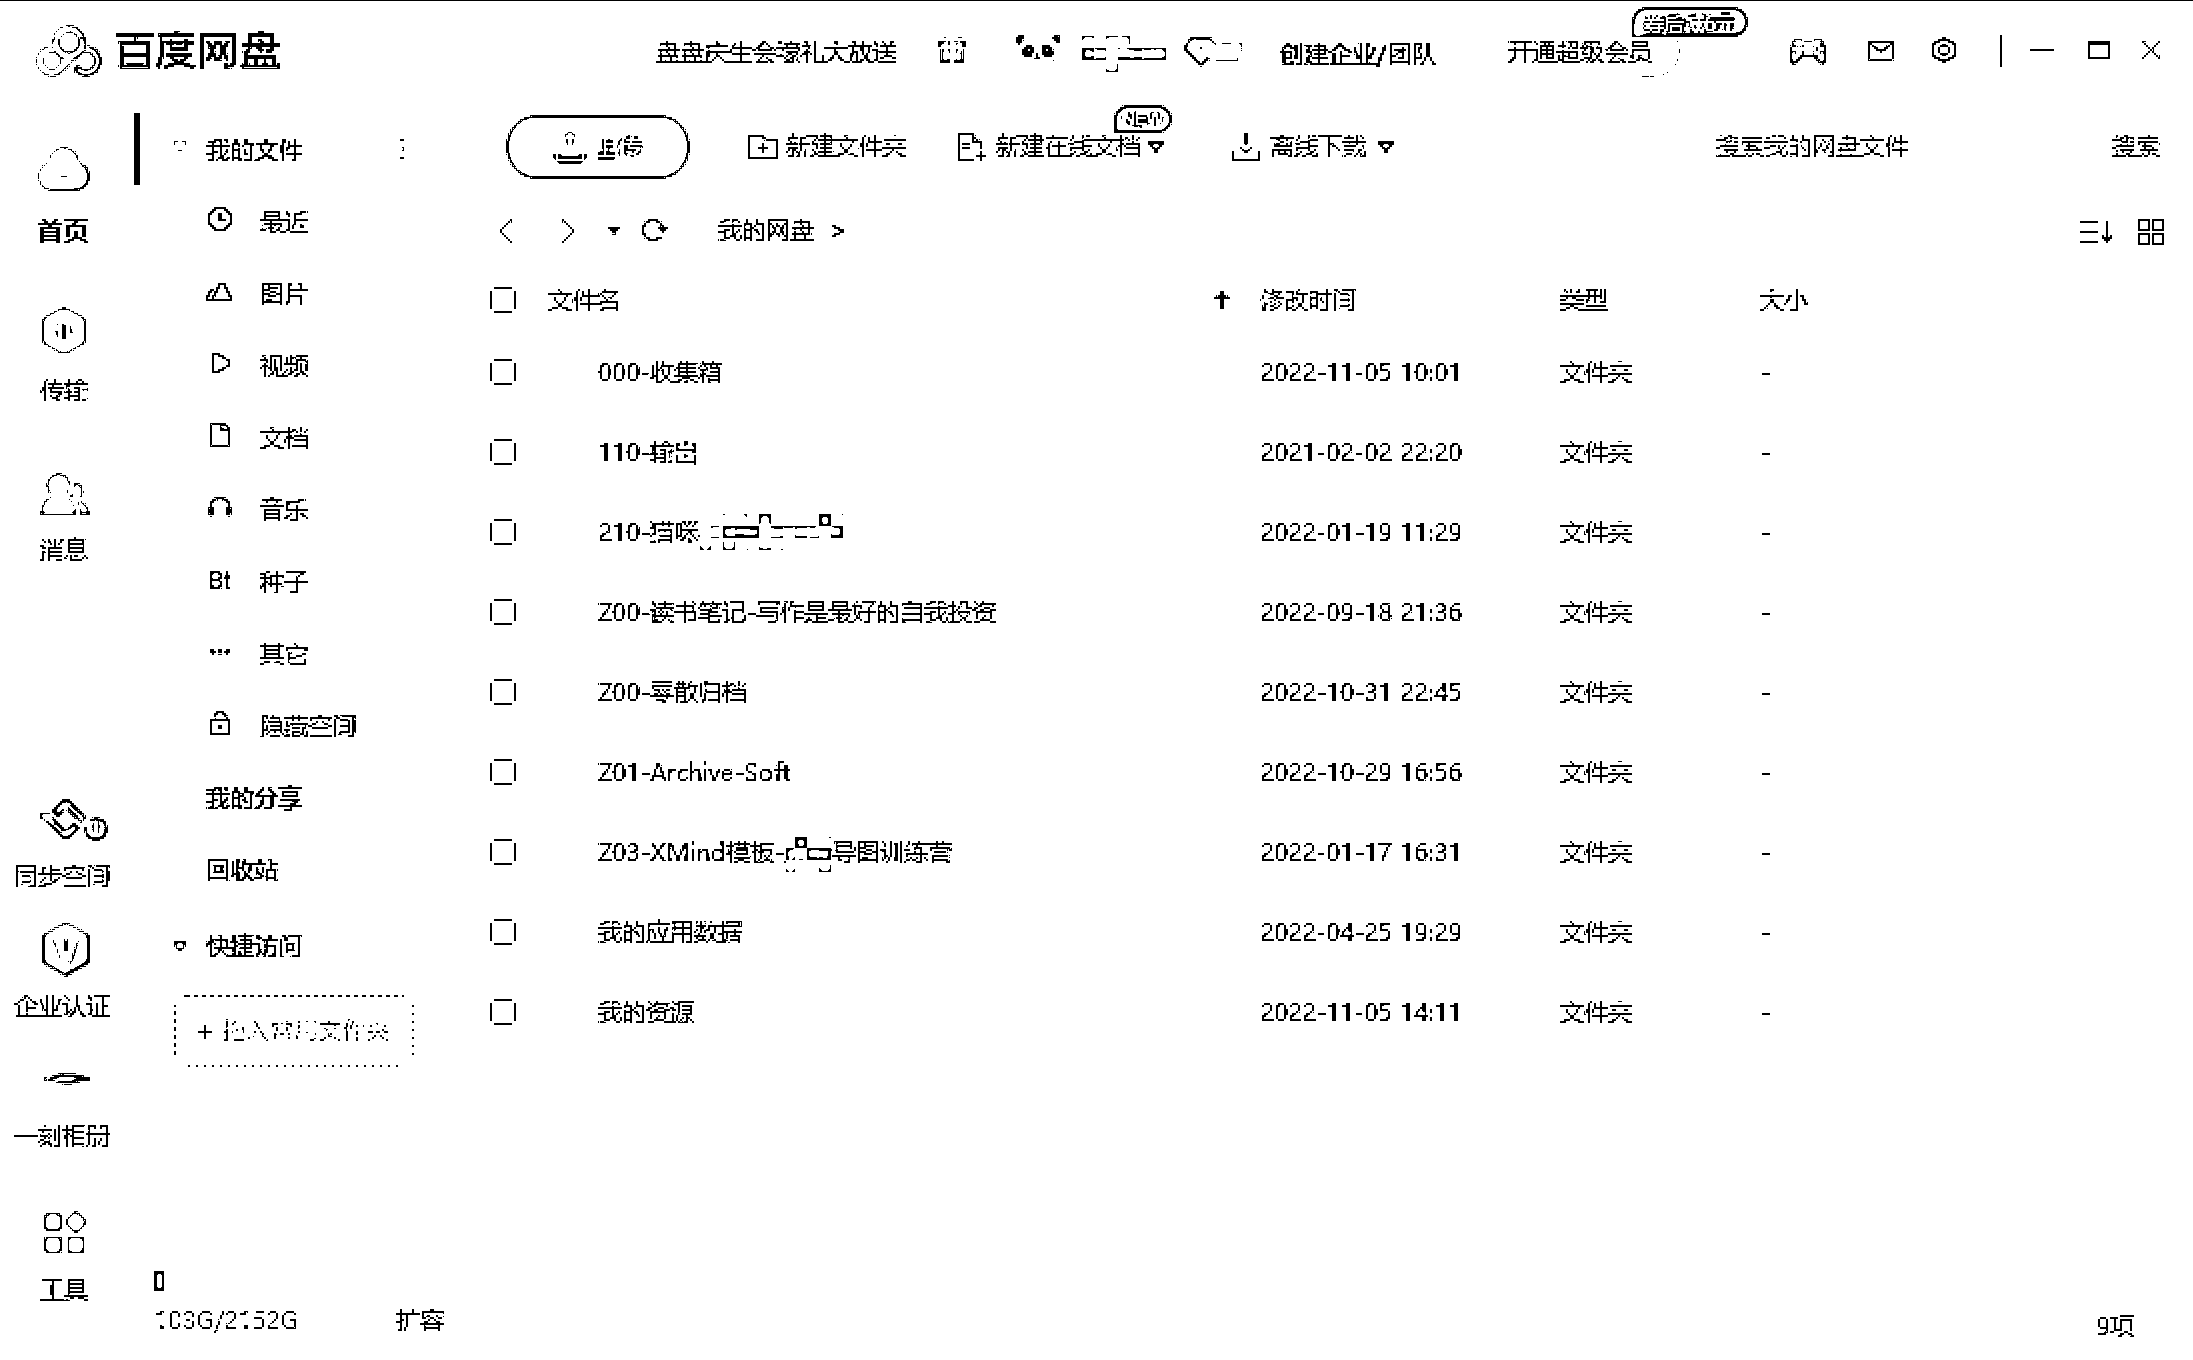 百度网盘
盘盘庆生会壕礼大放送 创建企业/团队 开通超级会员
首页
传输
消息
同步空间
企业认证
一刻相册
工具
我的文件
最近
图片
视频
文档
音乐
Bt 种子
其它
隐藏空间
我的分享
回收站
快捷访问
+ 拖入常用文件夹
上传 新建文件夹 新建在线文档 离线下载 搜索我的网盘文件 搜索
我的网盘 >
文件名 修改时间 类型 大小
000-收集箱 2022-11-05 10:01 文件夹 -
110-输出 2021-02-02 22:20 文件夹 -
210-猫咪 2022-01-19 11:29 文件夹 -
Z00-读书笔记-写作是最好的自我投资 2022-09-18 21:36 文件夹 -
Z00-零散归档 2022-10-31 22:45 文件夹 -
Z01-Archive-Soft 2022-10-29 16:56 文件夹 -
Z03-XMind模板-导图训练营 2022-01-17 16:31 文件夹 -
我的应用数据 2022-04-25 19:29 文件夹 -
我的资源 2022-11-05 14:11 文件夹 -
扩容
9项